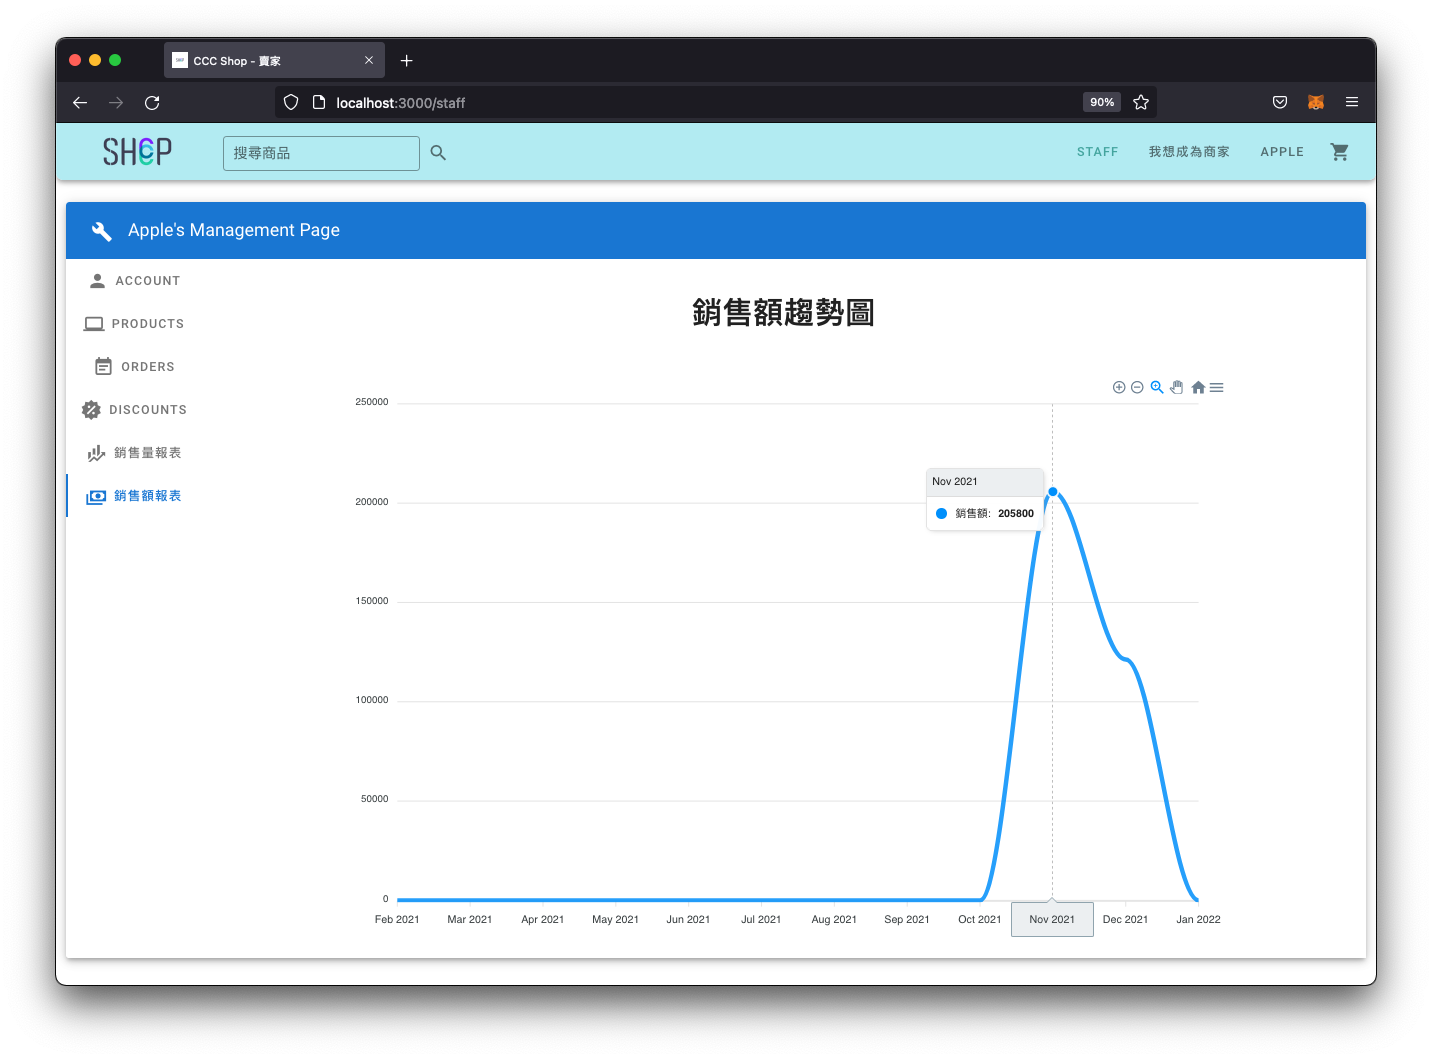 CCC Shop - 賣家
localhost:3000/staff
90%
SHCP
搜尋商品
STAFF
我想成為商家
APPLE
Apple's Management Page
ACCOUNT
PRODUCTS
ORDERS
DISCOUNTS
銷售量報表
銷售額報表
銷售額趨勢圖
250000
200000
150000
100000
50000
0
Nov 2021
銷售額: 205800
Feb 2021
Mar 2021
Apr 2021
May 2021
Jun 2021
Jul 2021
Aug 2021
Sep 2021
Oct 2021
Nov 2021
Dec 2021
Jan 2022